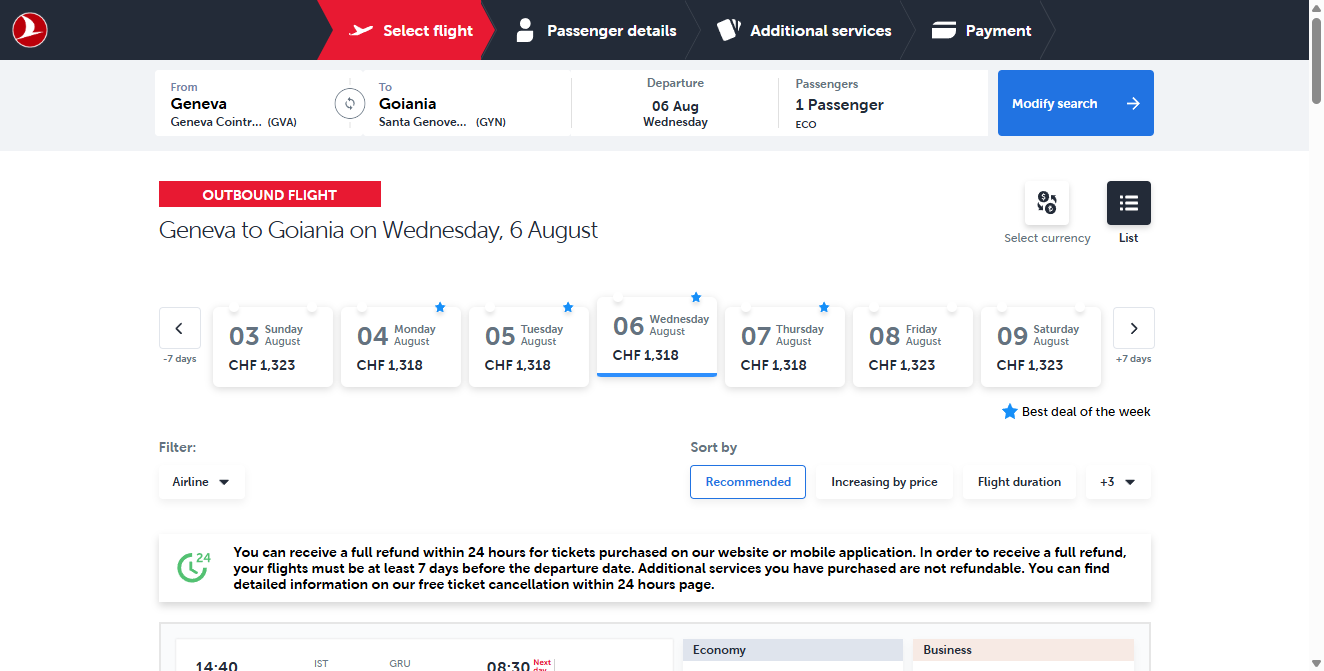 Select flight
Passenger details
Additional services
Payment
From
Geneva
Geneva Cointr... (GVA)
To
Goiania
Santa Genove... (GYN)
Departure
06 Aug
Wednesday
Passengers
1 Passenger
ECO
Modify search
OUTBOUND FLIGHT
Geneva to Goiania on Wednesday, 6 August
Select currency
List
-7 days
03 Sunday August
CHF 1,323
04 Monday August
CHF 1,318
05 Tuesday August
CHF 1,318
06 Wednesday August
CHF 1,318
07 Thursday August
CHF 1,318
08 Friday August
CHF 1,323
09 Saturday August
CHF 1,323
+7 days
Best deal of the week
Filter:
Airline
Sort by
Recommended
Increasing by price
Flight duration
+3
24
You can receive a full refund within 24 hours for tickets purchased on our website or mobile application. In order to receive a full refund,
your flights must be at least 7 days before the departure date. Additional services you have purchased are not refundable. You can find
detailed information on our free ticket cancellation within 24 hours page.
14:40
IST
GRU
08:30
Next
day
Economy
Business